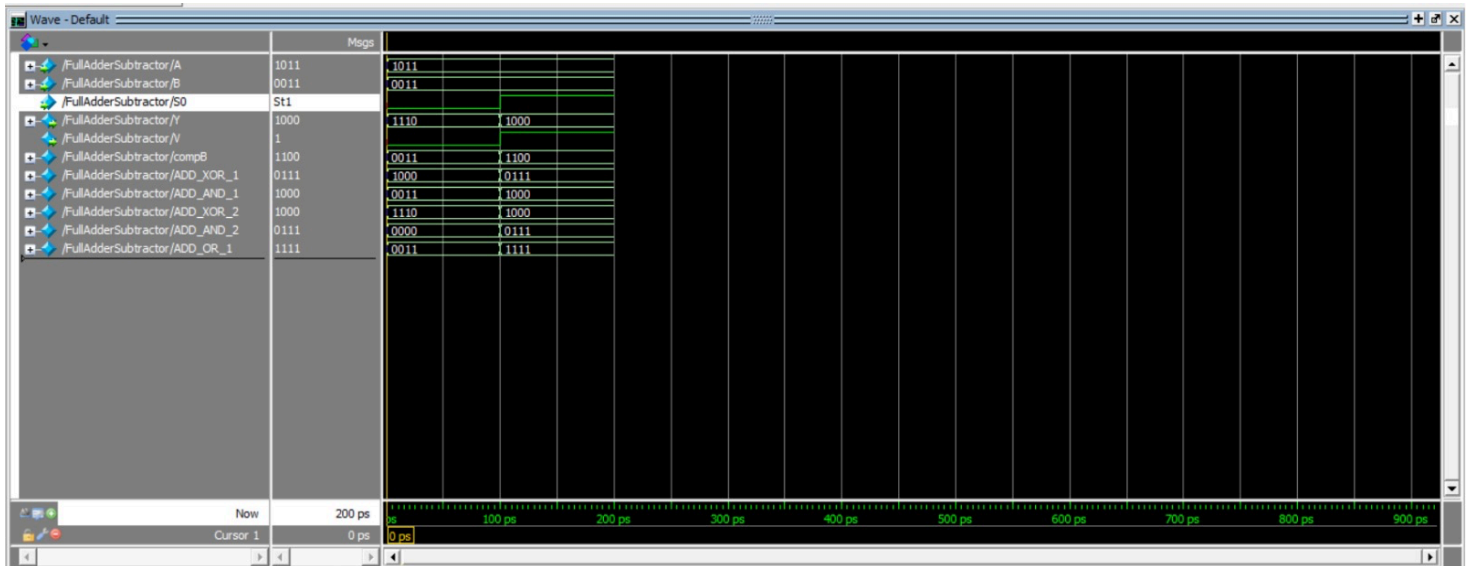 Wave - Default
Msgs
/FullAdderSubtractor/A 1011 1011
/FullAdderSubtractor/B 0011 0011
/FullAdderSubtractor/S0 St1
/FullAdderSubtractor/Y 1000 1110 1000
/FullAdderSubtractor/V 1
/FullAdderSubtractor/compB 1100 0011 1100
/FullAdderSubtractor/ADD_XOR_1 0111 1000 0111
/FullAdderSubtractor/ADD_AND_1 1000 0011 1000
/FullAdderSubtractor/ADD_XOR_2 1000 1110 1000
/FullAdderSubtractor/ADD_AND_2 0111 0000 0111
/FullAdderSubtractor/ADD_OR_1 1111 0011 1111
Now 200 ps ps 100 ps 200 ps 300 ps 400 ps 500 ps 600 ps 700 ps 800 ps 900 ps
Cursor 1 0 ps 0 ps